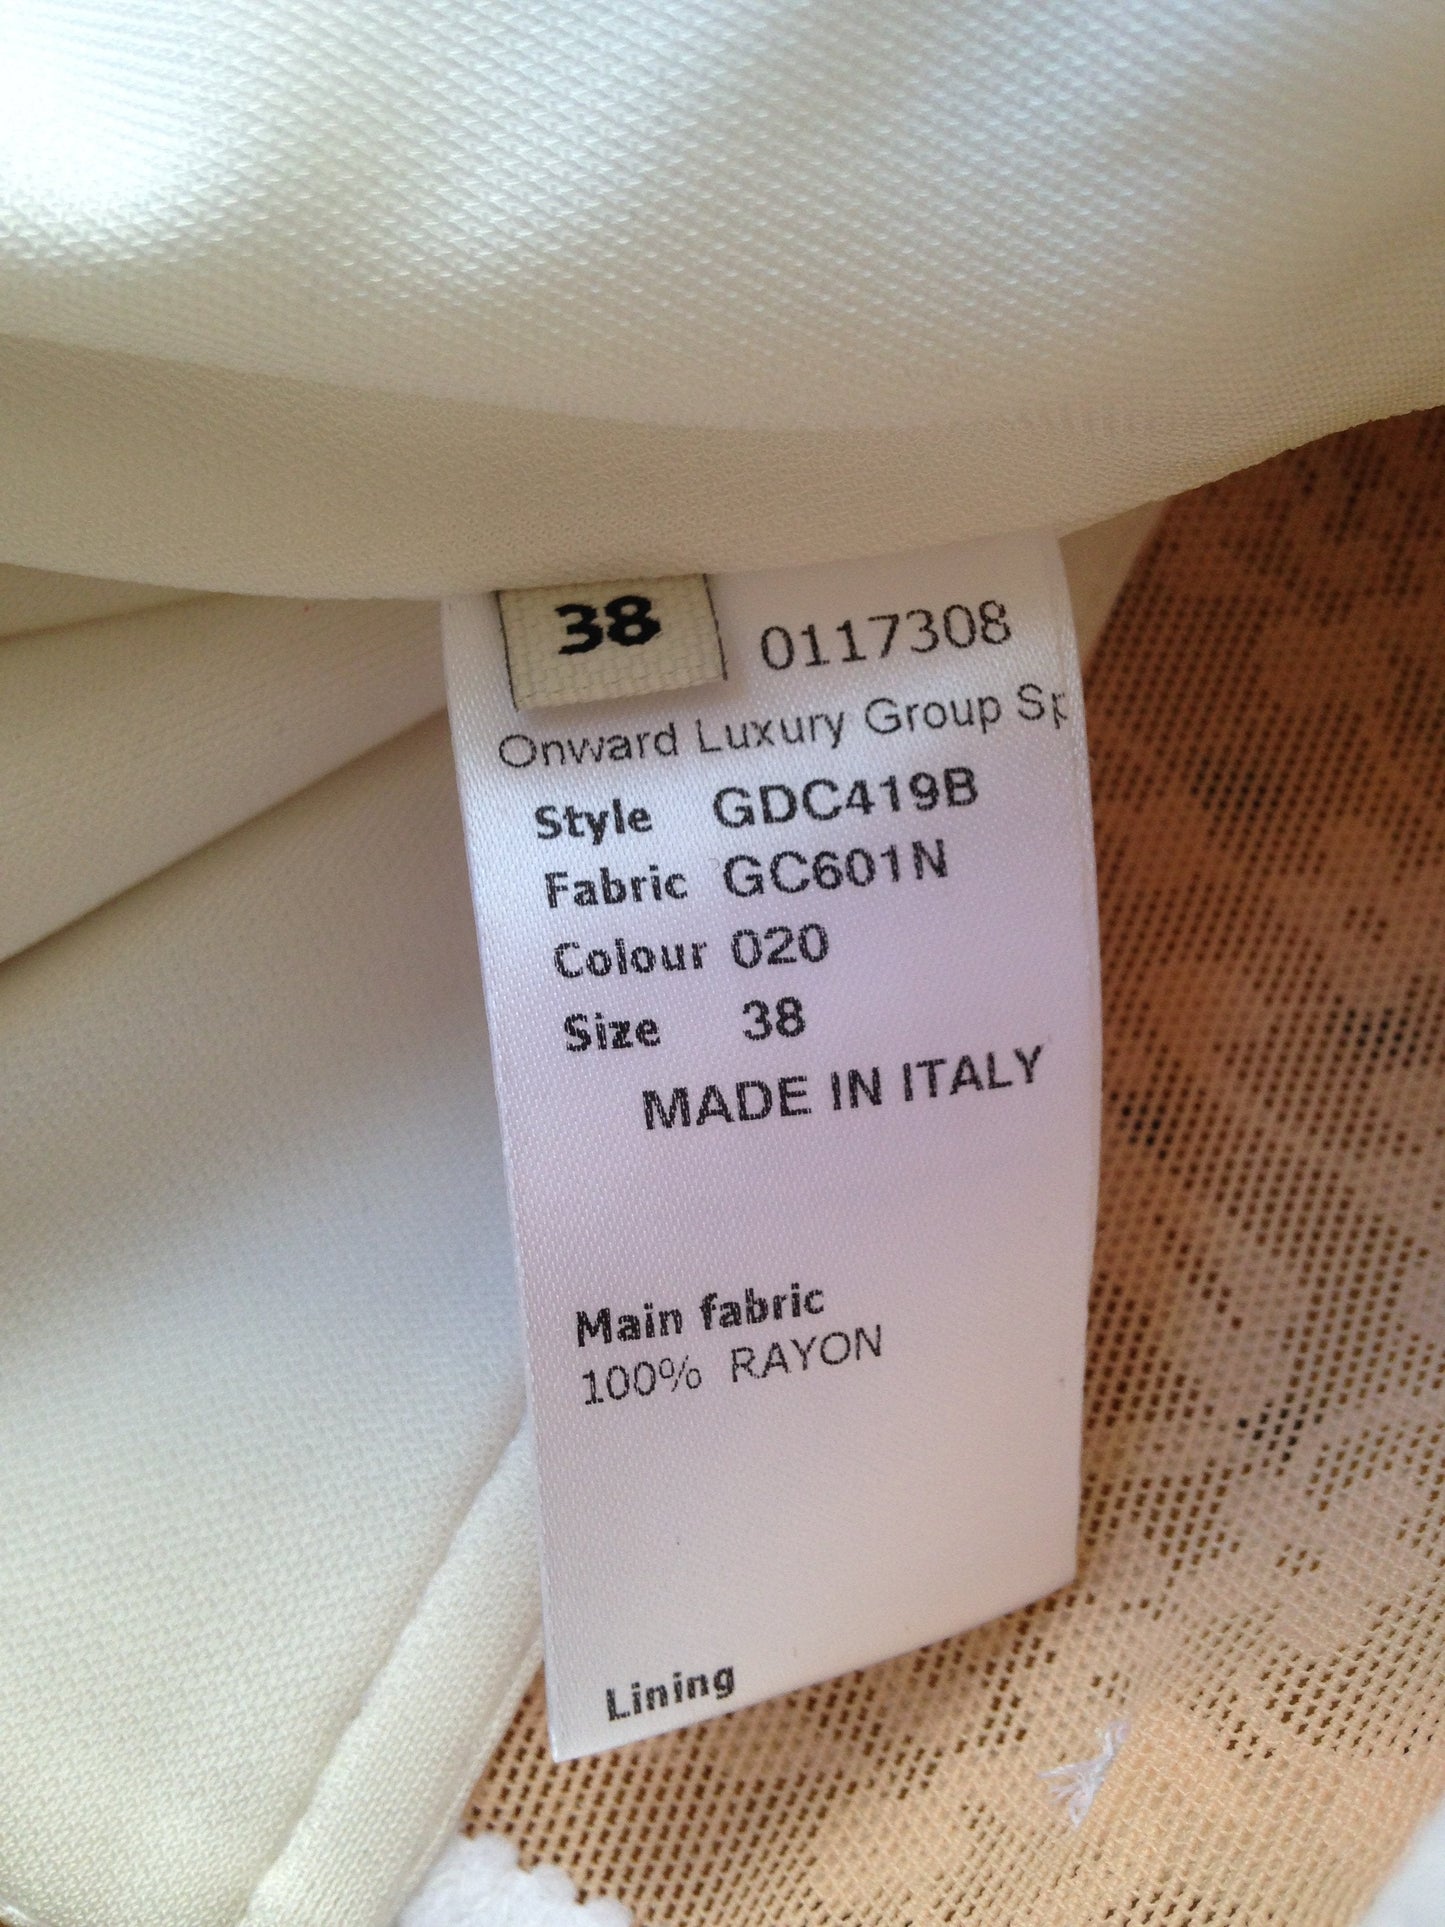 38 0117308
Onward Luxury Group
Style GDC419B
Fabric GC601N
Colour 020
Size 38
MADE IN ITALY
Main fabric
100% RAYON
Lining